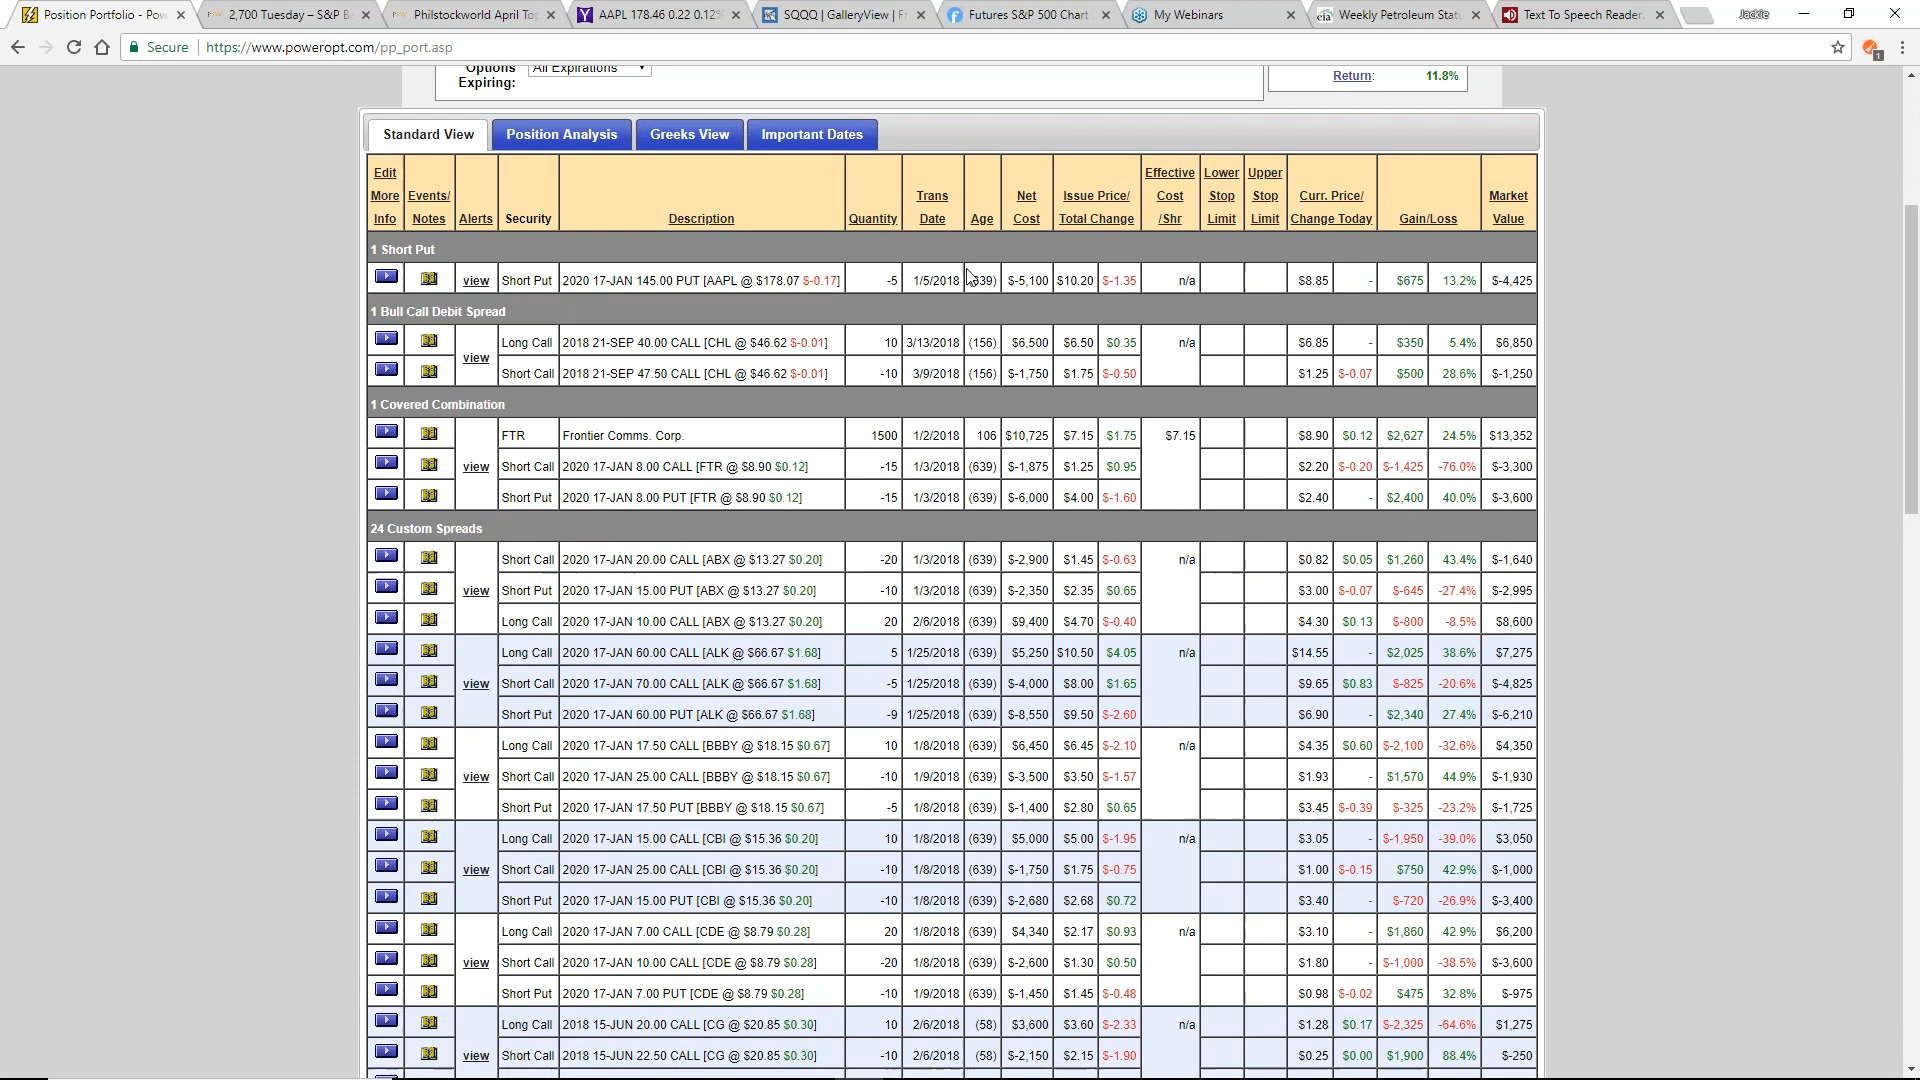 Position Portfolio - Pow
2,700 Tuesday – S&P B
Philstockworld April Top
AAPL 178.46 0.22 0.12%
SQQQ | GalleryView | Fr
Futures S&P 500 Chart
My Webinars
Weekly Petroleum Statu
Text To Speech Reader
Jackie
Secure | https://www.poweropt.com/pp_port.asp
Options Expiring: All Expirations
Return: 11.8%
Standard View Position Analysis Greeks View Important Dates
Edit More Info Events/ Notes Alerts Security Description Quantity Trans Date Age Net Cost Issue Price/ Total Change Effective Cost /Shr Lower Stop Limit Upper Stop Limit Curr. Price/ Change Today Gain/Loss Market Value
1 Short Put
view Short Put 2020 17-JAN 145.00 PUT [AAPL @ $178.07 $-0.17] -5 1/5/2018 (639) $-5,100 $10.20 $-1.35 n/a $8.85 - $675 13.2% $-4,425
1 Bull Call Debit Spread
Long Call 2018 21-SEP 40.00 CALL [CHL @ $46.62 $-0.01] 10 3/13/2018 (156) $6,500 $6.50 $0.35 n/a $6.85 - $350 5.4% $6,850
view
Short Call 2018 21-SEP 47.50 CALL [CHL @ $46.62 $-0.01] -10 3/9/2018 (156) $-1,750 $1.75 $-0.50 $1.25 $-0.07 $500 28.6% $-1,250
1 Covered Combination
FTR Frontier Comms. Corp. 1500 1/2/2018 106 $10,725 $7.15 $1.75 $7.15 $8.90 $0.12 $2,627 24.5% $13,352
view Short Call 2020 17-JAN 8.00 CALL [FTR @ $8.90 $0.12] -15 1/3/2018 (639) $-1,875 $1.25 $0.95 $2.20 $-0.20 $-1,425 -76.0% $-3,300
Short Put 2020 17-JAN 8.00 PUT [FTR @ $8.90 $0.12] -15 1/3/2018 (639) $-6,000 $4.00 $-1.60 $2.40 - $2,400 40.0% $-3,600
24 Custom Spreads
Short Call 2020 17-JAN 20.00 CALL [ABX @ $13.27 $0.20] -20 1/3/2018 (639) $-2,900 $1.45 $-0.63 n/a $0.82 $0.05 $1,260 43.4% $-1,640
view Short Put 2020 17-JAN 15.00 PUT [ABX @ $13.27 $0.20] -10 1/3/2018 (639) $-2,350 $2.35 $0.65 $3.00 $-0.07 $-645 -27.4% $-2,995
Long Call 2020 17-JAN 10.00 CALL [ABX @ $13.27 $0.20] 20 2/6/2018 (639) $9,400 $4.70 $-0.40 $4.30 $0.13 $-800 -8.5% $8,600
Long Call 2020 17-JAN 60.00 CALL [ALK @ $66.67 $1.68] 5 1/25/2018 (639) $5,250 $10.50 $4.05 n/a $14.55 - $2,025 38.6% $7,275
view Short Call 2020 17-JAN 70.00 CALL [ALK @ $66.67 $1.68] -5 1/25/2018 (639) $-4,000 $8.00 $1.65 $9.65 $0.83 $-825 -20.6% $-4,825
Short Put 2020 17-JAN 60.00 PUT [ALK @ $66.67 $1.68] -9 1/25/2018 (639) $-8,550 $9.50 $-2.60 $6.90 - $2,340 27.4% $-6,210
Long Call 2020 17-JAN 17.50 CALL [BBBY @ $18.15 $0.67] 10 1/8/2018 (639) $6,450 $6.45 $-2.10 n/a $4.35 $0.60 $-2,100 -32.6% $4,350
view Short Call 2020 17-JAN 25.00 CALL [BBBY @ $18.15 $0.67] -10 1/9/2018 (639) $-3,500 $3.50 $-1.57 $1.93 - $1,570 44.9% $-1,930
Short Put 2020 17-JAN 17.50 PUT [BBBY @ $18.15 $0.67] -5 1/8/2018 (639) $-1,400 $2.80 $0.65 $3.45 $-0.39 $-325 -23.2% $-1,725
Long Call 2020 17-JAN 15.00 CALL [CBI @ $15.36 $0.20] 10 1/8/2018 (639) $5,000 $5.00 $-1.95 n/a $3.05 - $-1,950 -39.0% $3,050
view Short Call 2020 17-JAN 25.00 CALL [CBI @ $15.36 $0.20] -10 1/8/2018 (639) $-1,750 $1.75 $-0.75 $1.00 $-0.15 $750 42.9% $-1,000
Short Put 2020 17-JAN 15.00 PUT [CBI @ $15.36 $0.20] -10 1/8/2018 (639) $-2,680 $2.68 $0.72 $3.40 - $-720 -26.9% $-3,400
Long Call 2020 17-JAN 7.00 CALL [CDE @ $8.79 $0.28] 20 1/8/2018 (639) $4,340 $2.17 $0.93 n/a $3.10 - $1,860 42.9% $6,200
view Short Call 2020 17-JAN 10.00 CALL [CDE @ $8.79 $0.28] -20 1/8/2018 (639) $-2,600 $1.30 $0.50 $1.80 - $-1,000 -38.5% $-3,600
Short Put 2020 17-JAN 7.00 PUT [CDE @ $8.79 $0.28] -10 1/9/2018 (639) $-1,450 $1.45 $-0.48 $0.98 $-0.02 $475 32.8% $-975
Long Call 2018 15-JUN 20.00 CALL [CG @ $20.85 $0.30] 10 2/6/2018 (58) $3,600 $3.60 $-2.33 n/a $1.28 $0.17 $-2,325 -64.6% $1,275
view Short Call 2018 15-JUN 22.50 CALL [CG @ $20.85 $0.30] -10 2/6/2018 (58) $-2,150 $2.15 $-1.90 $0.25 $0.00 $1,900 88.4% $-250